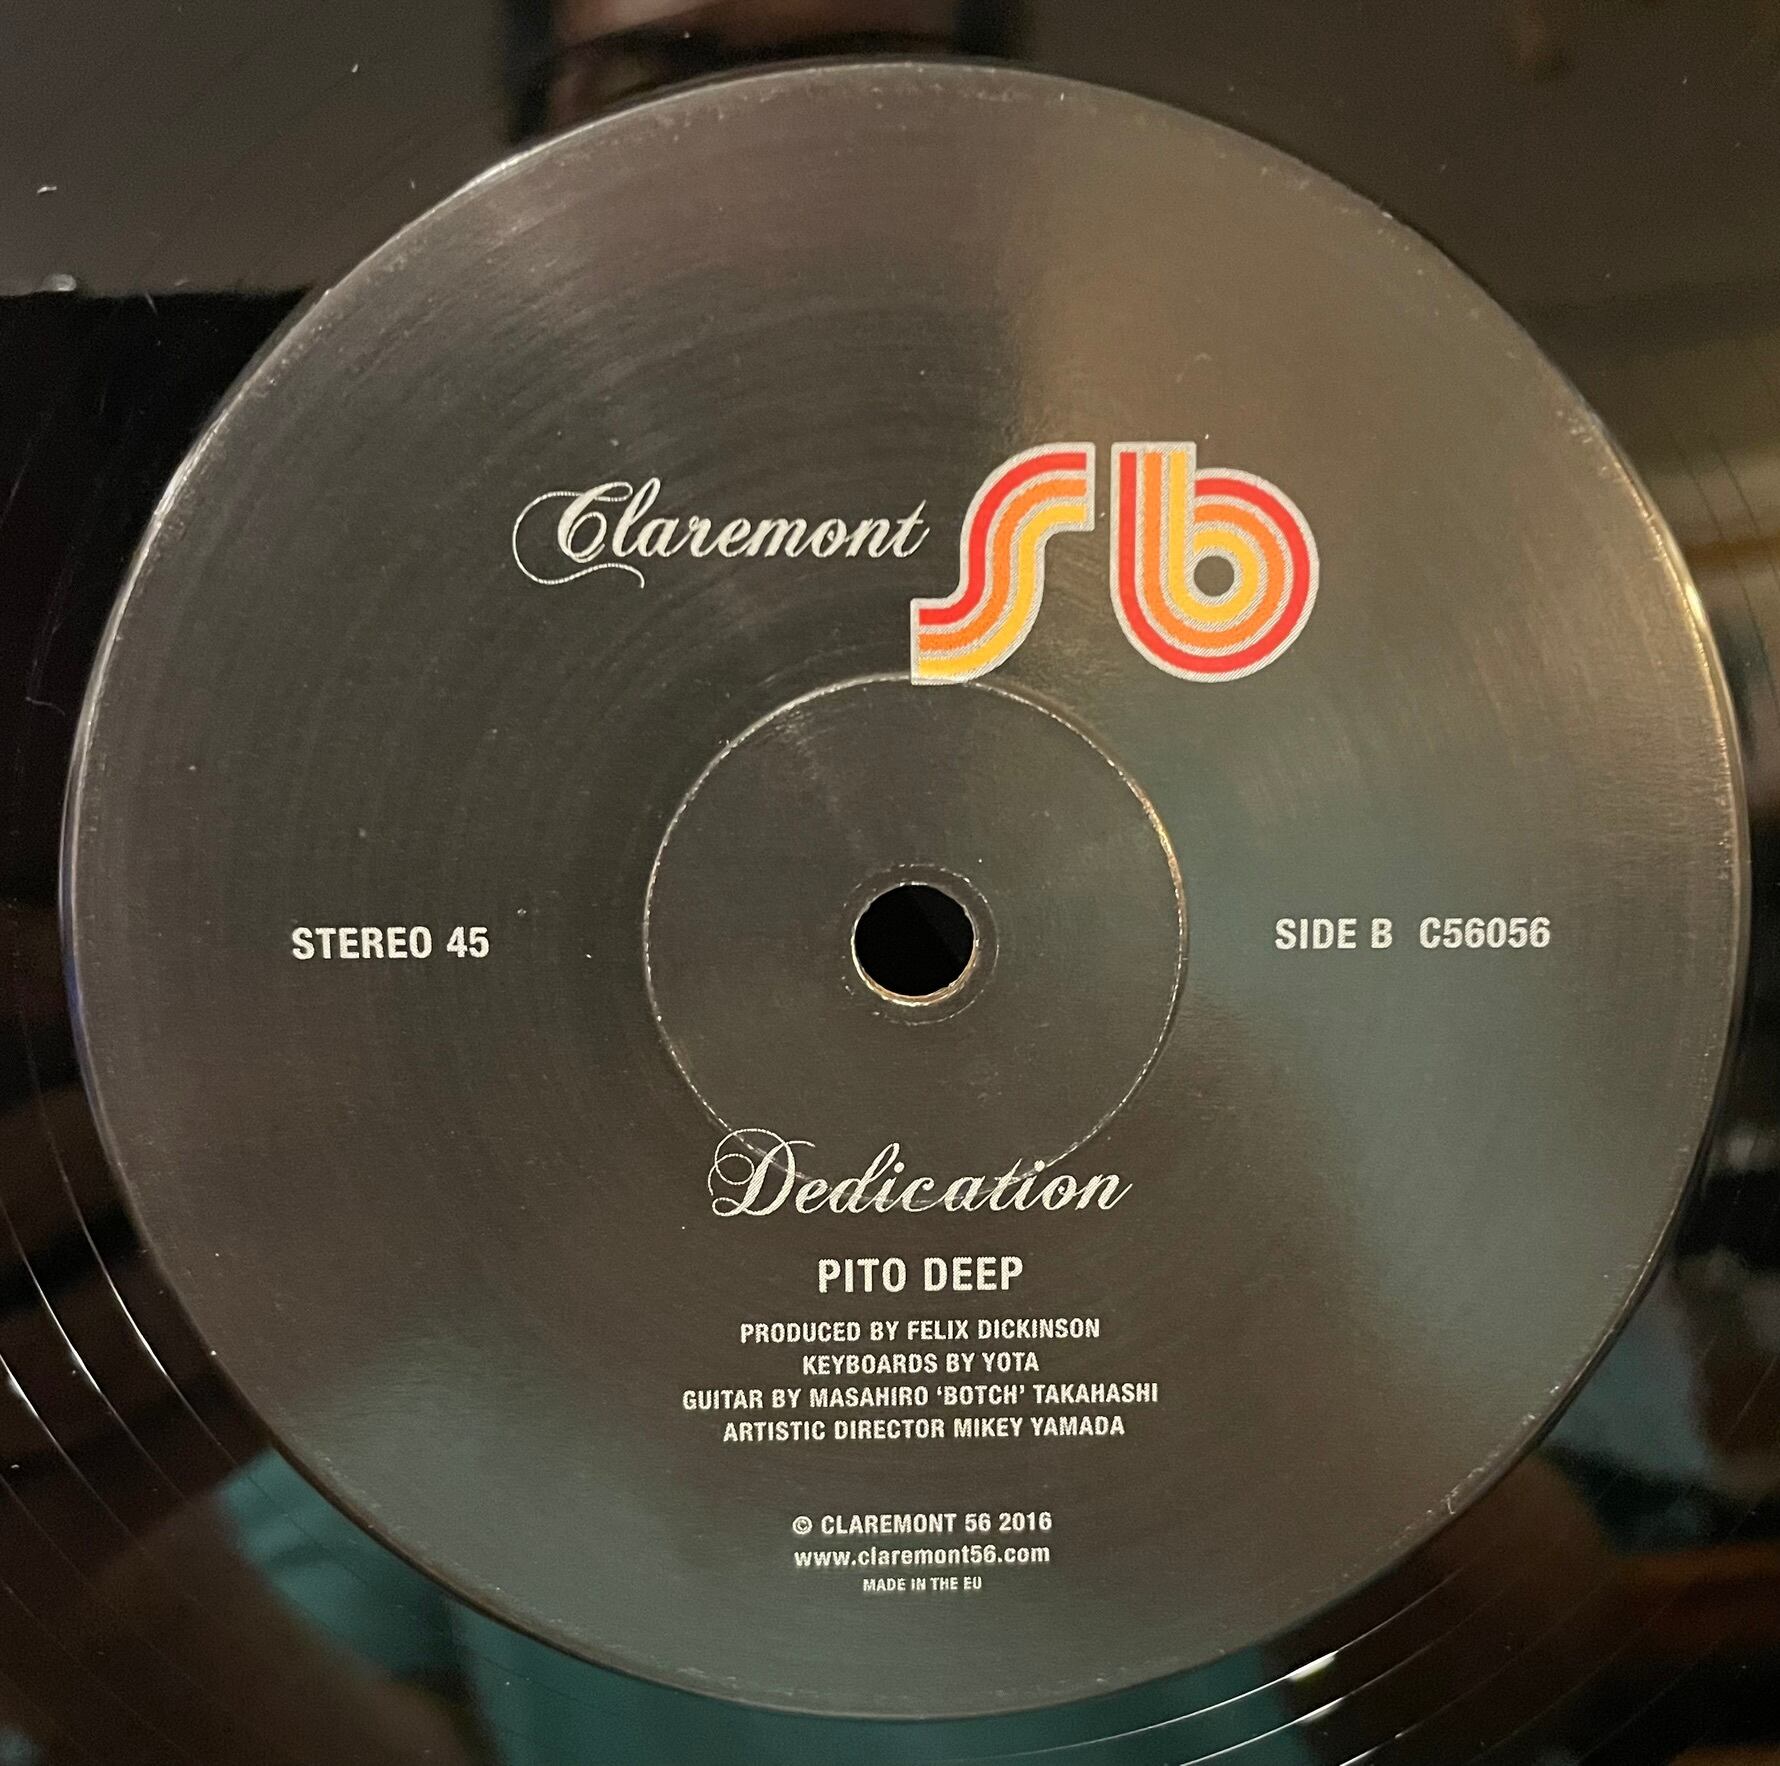 Claremont 56
STEREO 45
SIDE B C56056
Dedication
PITO DEEP
PRODUCED BY FELIX DICKINSON
KEYBOARDS BY YOTA
GUITAR BY MASAHIRO ‘BOTCH’ TAKAHASHI
ARTISTIC DIRECTOR MIKEY YAMADA
© CLAREMONT 56 2016
www.claremont56.com
MADE IN THE EU